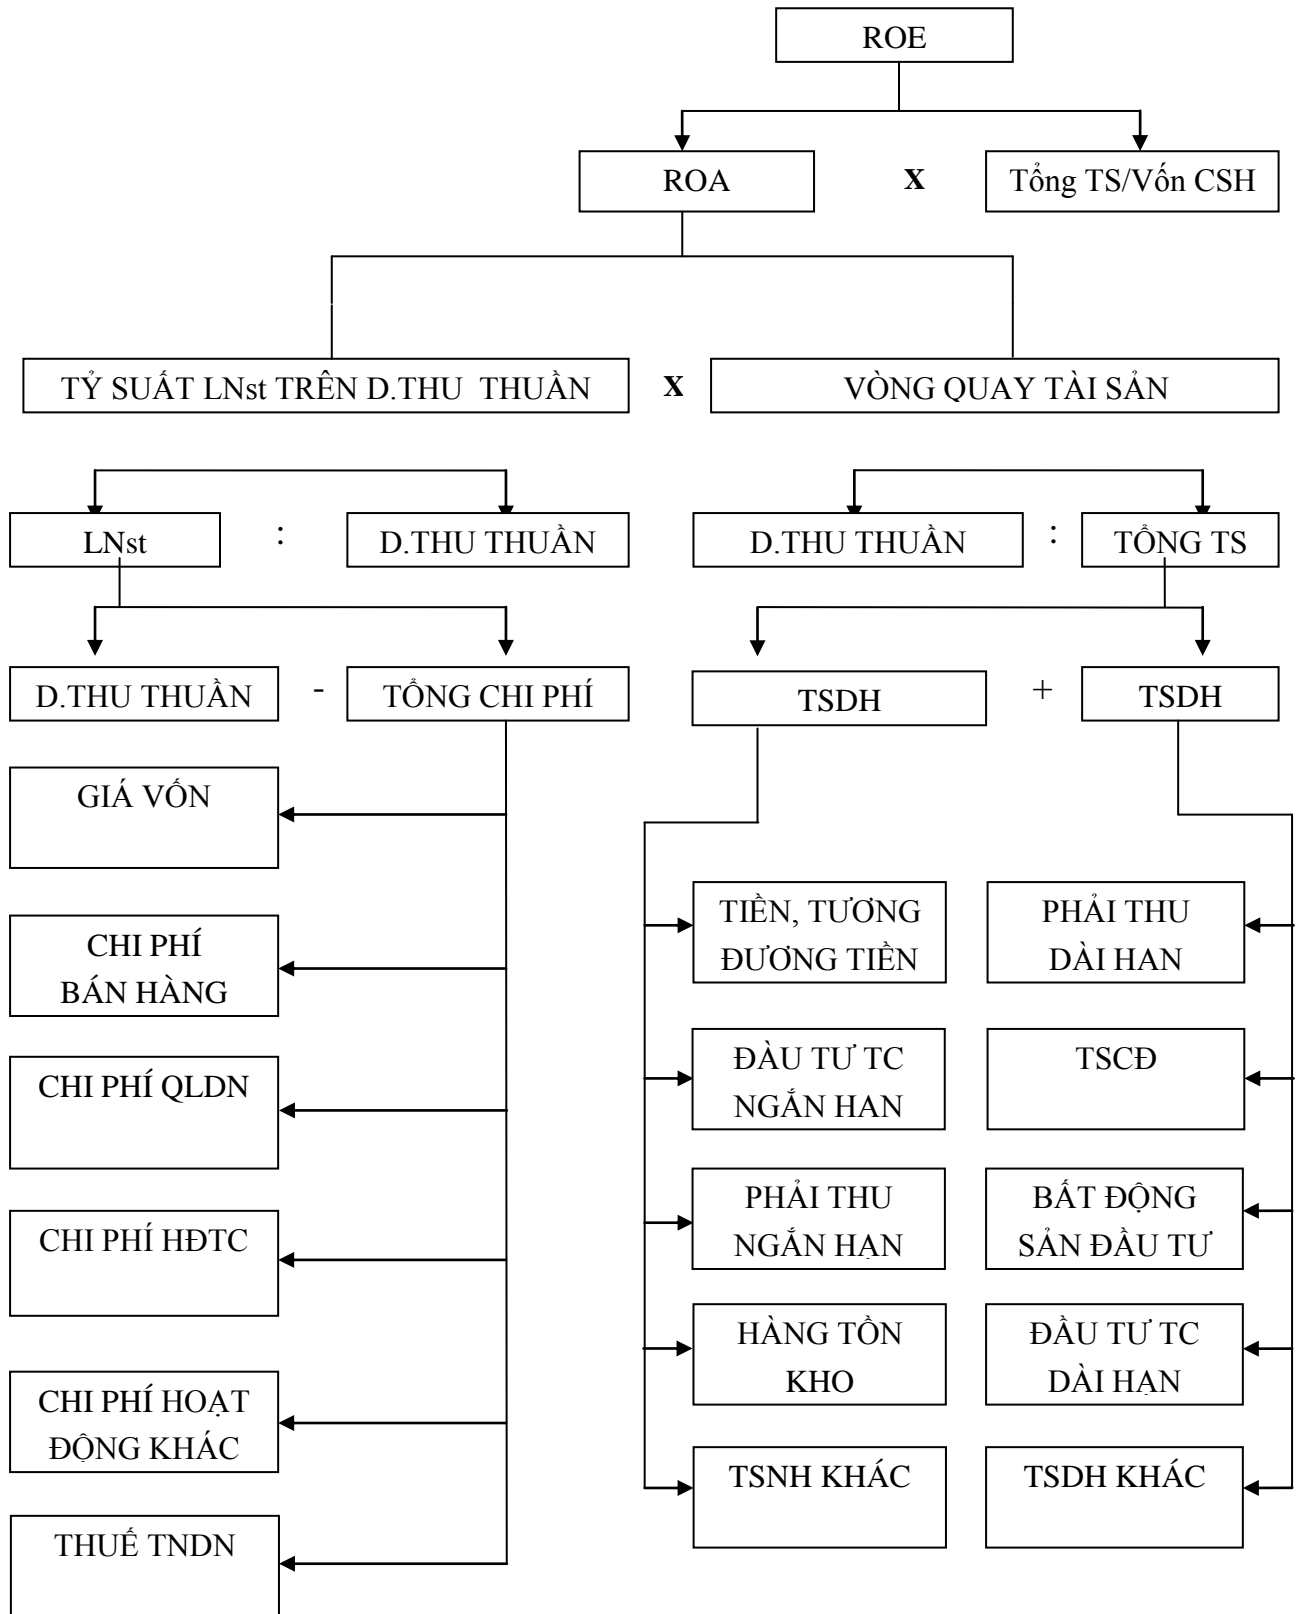 ROE
ROA
X
Tổng TS/Vốn CSH
TỶ SUẤT LNst TRÊN D.THU THUẦN
X
VÒNG QUAY TÀI SẢN
LNst
:
D.THU THUẦN
D.THU THUẦN
:
TỔNG TS
D.THU THUẦN
-
TỔNG CHI PHÍ
TSDH
+
TSDH
GIÁ VỐN
CHI PHÍ
BÁN HÀNG
CHI PHÍ QLDN
CHI PHÍ HĐTC
CHI PHÍ HOẠT
ĐỘNG KHÁC
THUẾ TNDN
TIỀN, TƯƠNG
ĐƯƠNG TIỀN
ĐÀU TƯ TC
NGẮN HAN
PHẢI THU
NGẮN HẠN
HÀNG TỒN
KHO
TSNH KHÁC
PHẢI THU
DÀI HAN
TSCĐ
BẤT ĐỘNG
SẢN ĐẦU TƯ
ĐẦU TƯ TC
DÀI HẠN
TSDH KHÁC